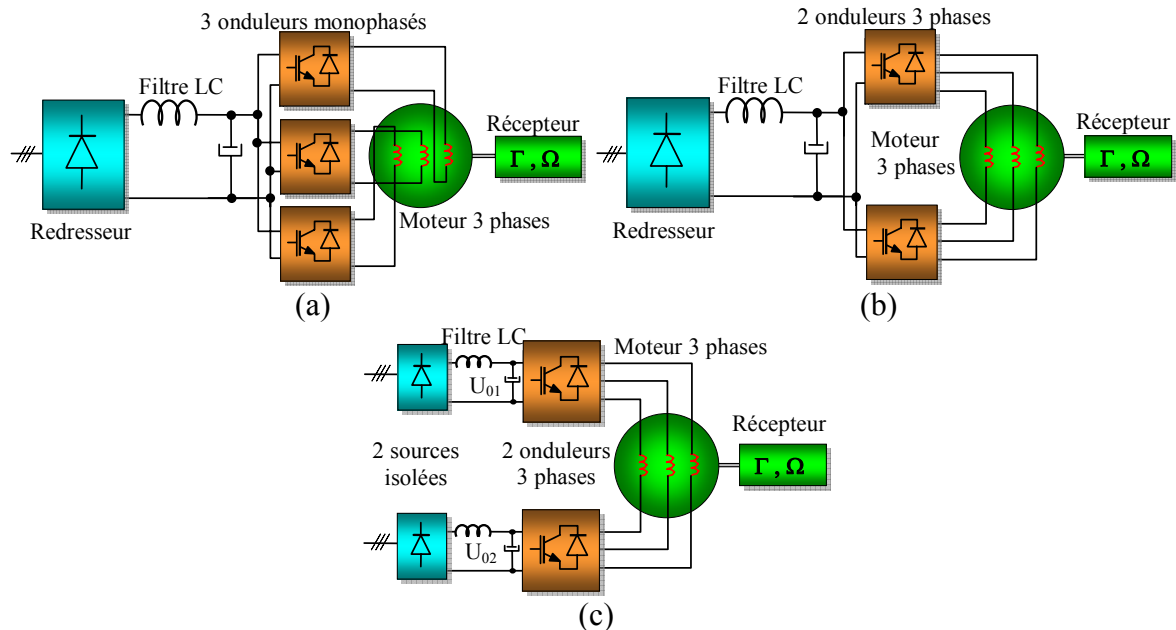 3 onduleurs monophasés
Filtre LC
Redresseur
Récepteur
Γ , Ω
Moteur 3 phases
(a)
2 onduleurs 3 phases
Filtre LC
Redresseur
Moteur
3 phases
Récepteur
Γ , Ω
(b)
Filtre LC
U01
Moteur 3 phases
2 sources
isolées
2 onduleurs
3 phases
Récepteur
Γ , Ω
U02
(c)